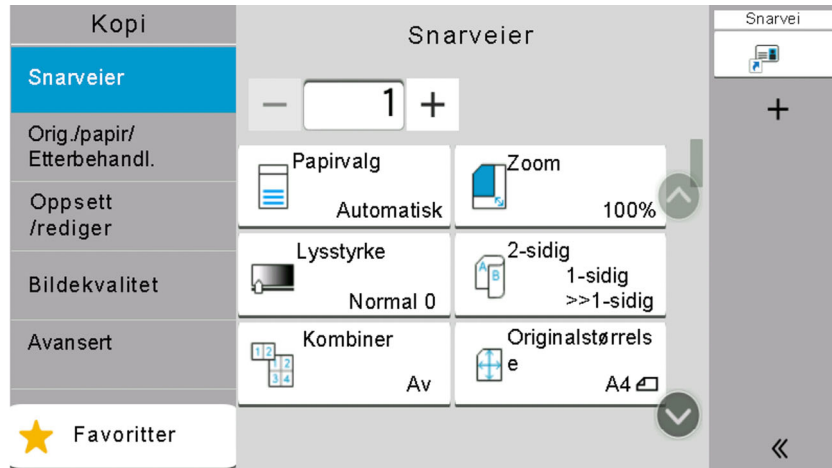 Kopi
Snarveier
Snarvei
Snarveier
Orig./papir/
Etterbehandl.
Oppsett
/rediger
Bildekvalitet
Avansert
Favoritter
1
Papirvalg
Automatisk
Zoom
100%
Lysstyrke
Normal 0
2-sidig
1-sidig
>>1-sidig
Kombiner
Av
Originalstørrels
e
A4